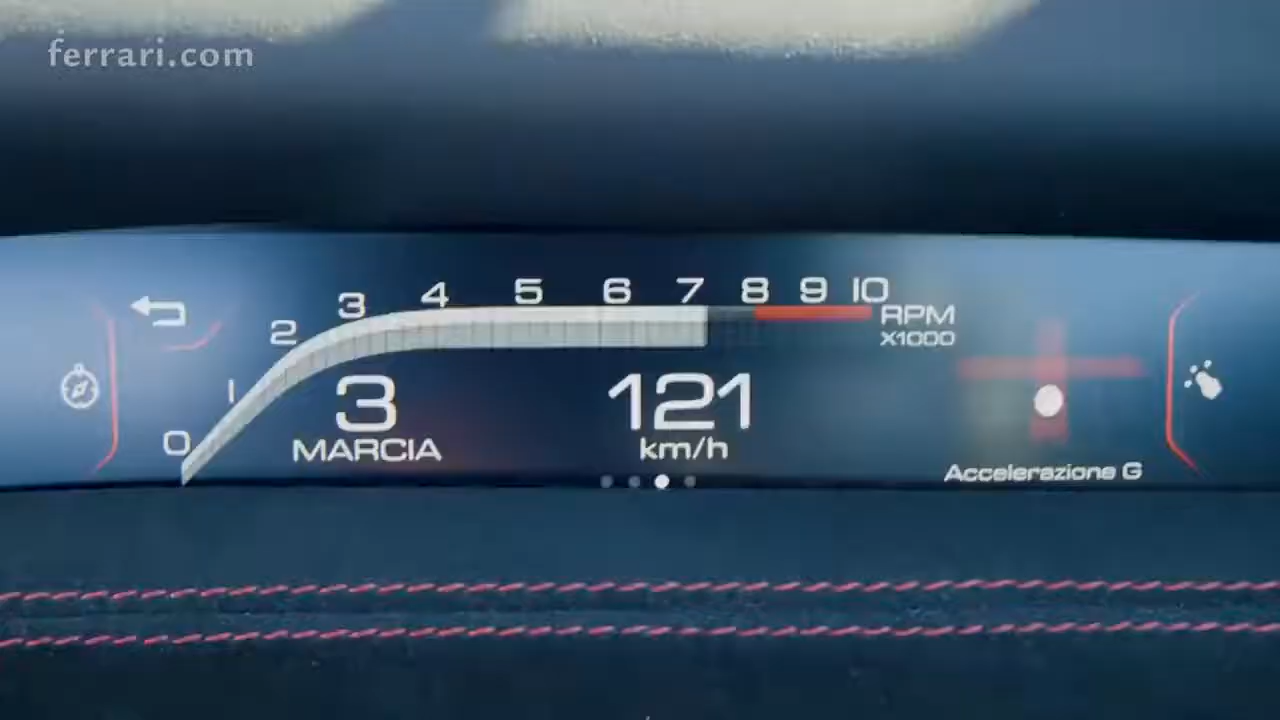 ferrari.com
0 1 2 3 4 5 6 7 8 9 10
RPM
X1000
3
MARCIA
121
km/h
Accelerazione G